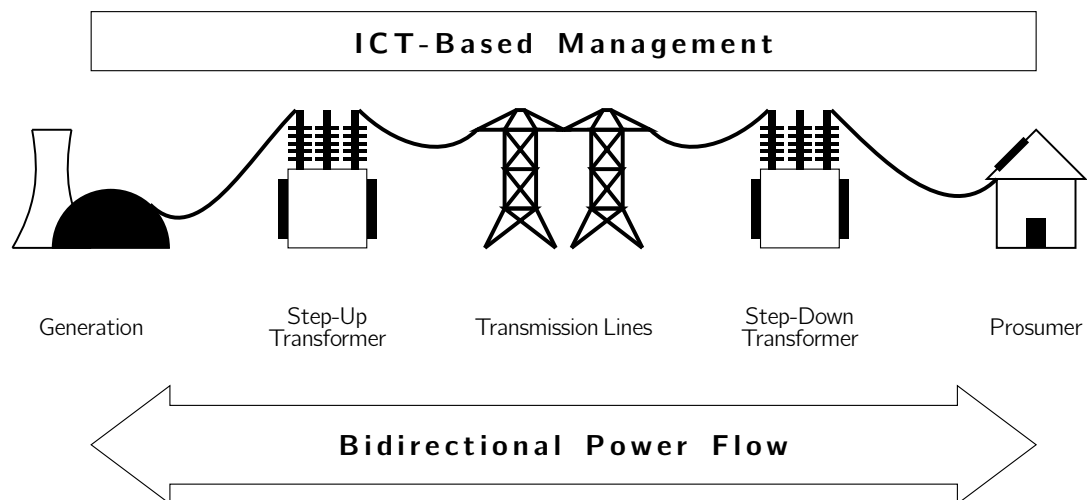 ICT-Based Management
Generation
Step-Up
Transformer
Transmission Lines
Step-Down
Transformer
Prosumer
Bidirectional Power Flow